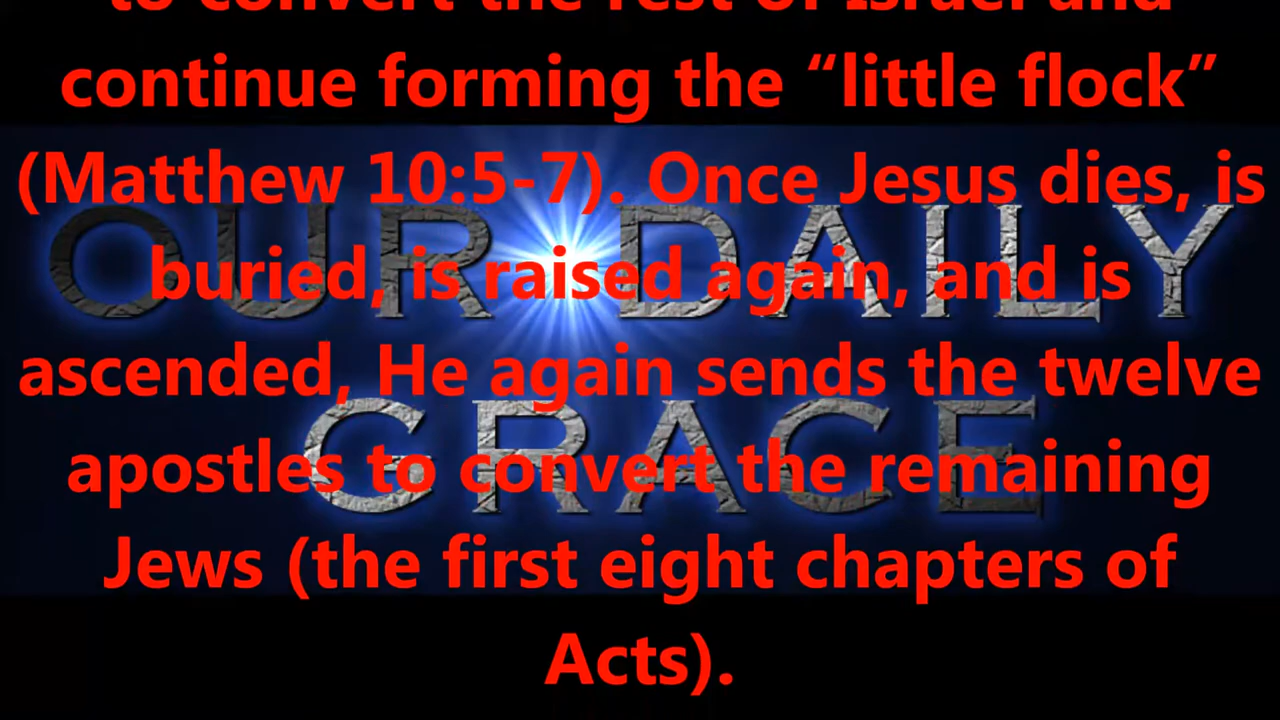 to convert the rest of Israel and
continue forming the “little flock”
(Matthew 10:5-7). Once Jesus dies, is
OUR DAILY
buried, is raised again, and is
ascended, He again sends the twelve
GRACE
apostles to convert the remaining
Jews (the first eight chapters of
Acts).